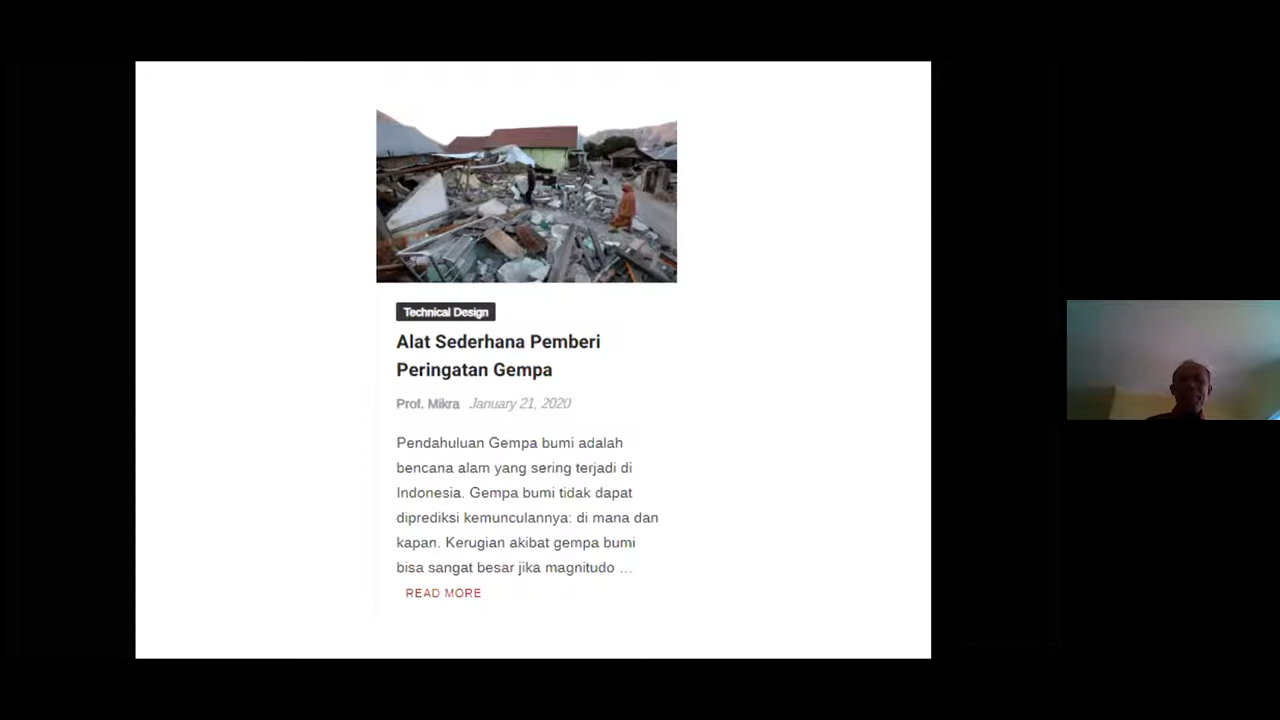 Technical Design
Alat Sederhana Pemberi
Peringatan Gempa
Prof. Mikra January 21, 2020
Pendahuluan Gempa bumi adalah
bencana alam yang sering terjadi di
Indonesia. Gempa bumi tidak dapat
diprediksi kemunculannya: di mana dan
kapan. Kerugian akibat gempa bumi
bisa sangat besar jika magnitudo …
READ MORE